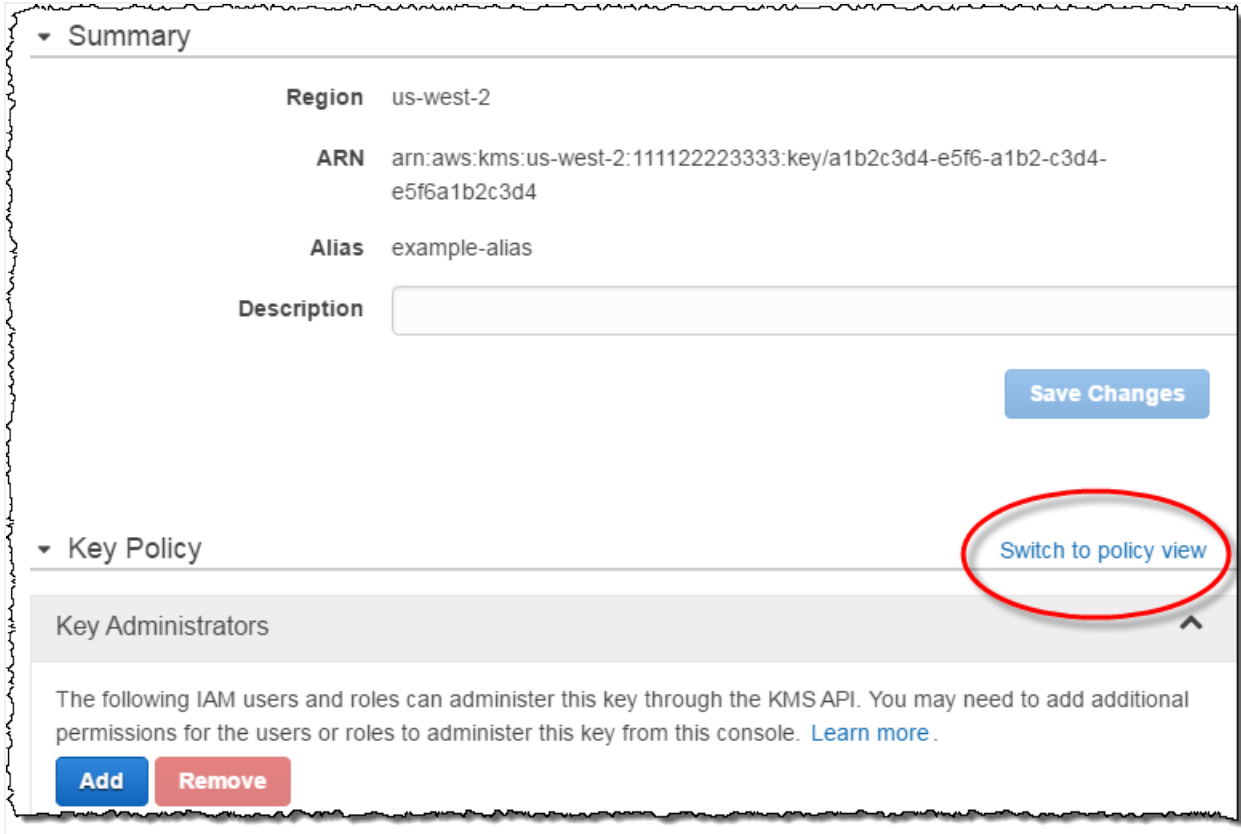 Summary
Region us-west-2
ARN arn:aws:kms:us-west-2:111122223333:key/a1b2c3d4-e5f6-a1b2-c3d4-
e5f6a1b2c3d4
Alias example-alias
Description
Save Changes
Key Policy Switch to policy view
Key Administrators
The following IAM users and roles can administer this key through the KMS API. You may need to add additional
permissions for the users or roles to administer this key from this console. Learn more.
Add Remove